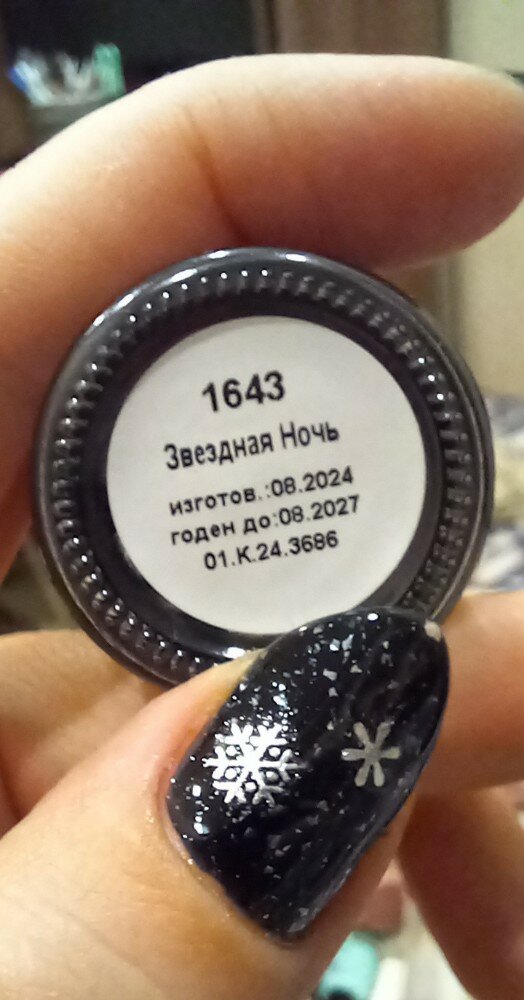 1643
Звездная Ночь
изготов.:08.2024
годен до:08.2027
01.К.24.3686